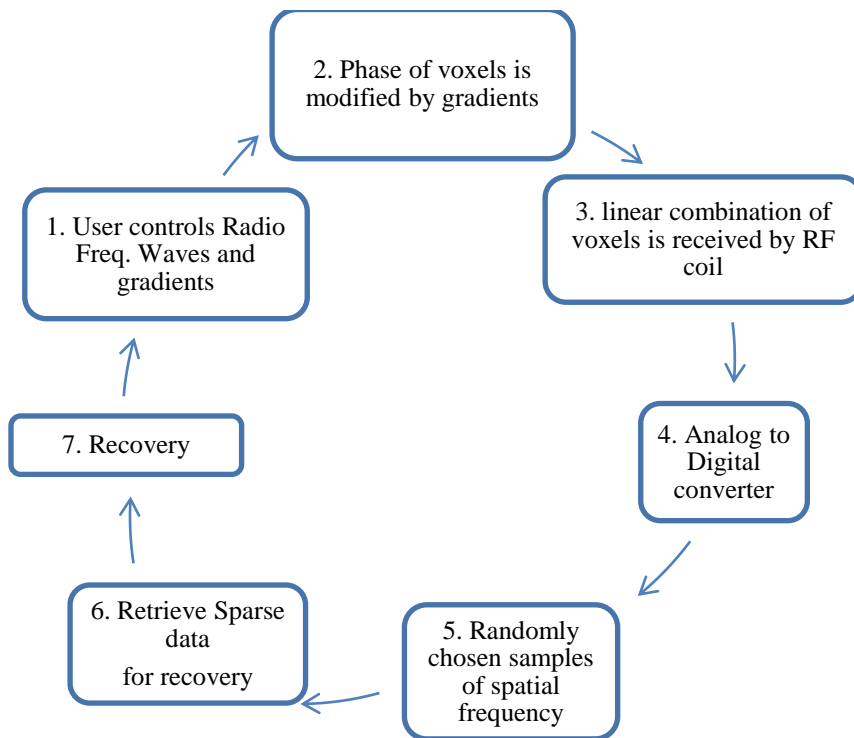 2. Phase of voxels is
modified by gradients
1. User controls Radio
Freq. Waves and
gradients
3. linear combination of
voxels is received by RF
coil
4. Analog to
Digital
converter
5. Randomly
chosen samples
of spatial
frequency
6. Retrieve Sparse
data
for recovery
7. Recovery